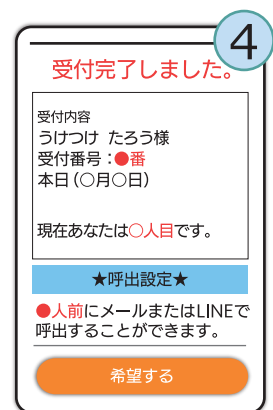 4
受付完了しました。
受付内容
うけつけ たろう様
受付番号：●番
本日（○月○日）
現在あなたは○人目です。
★呼出設定★
●人前にメールまたはLINEで
呼出することができます。
希望する